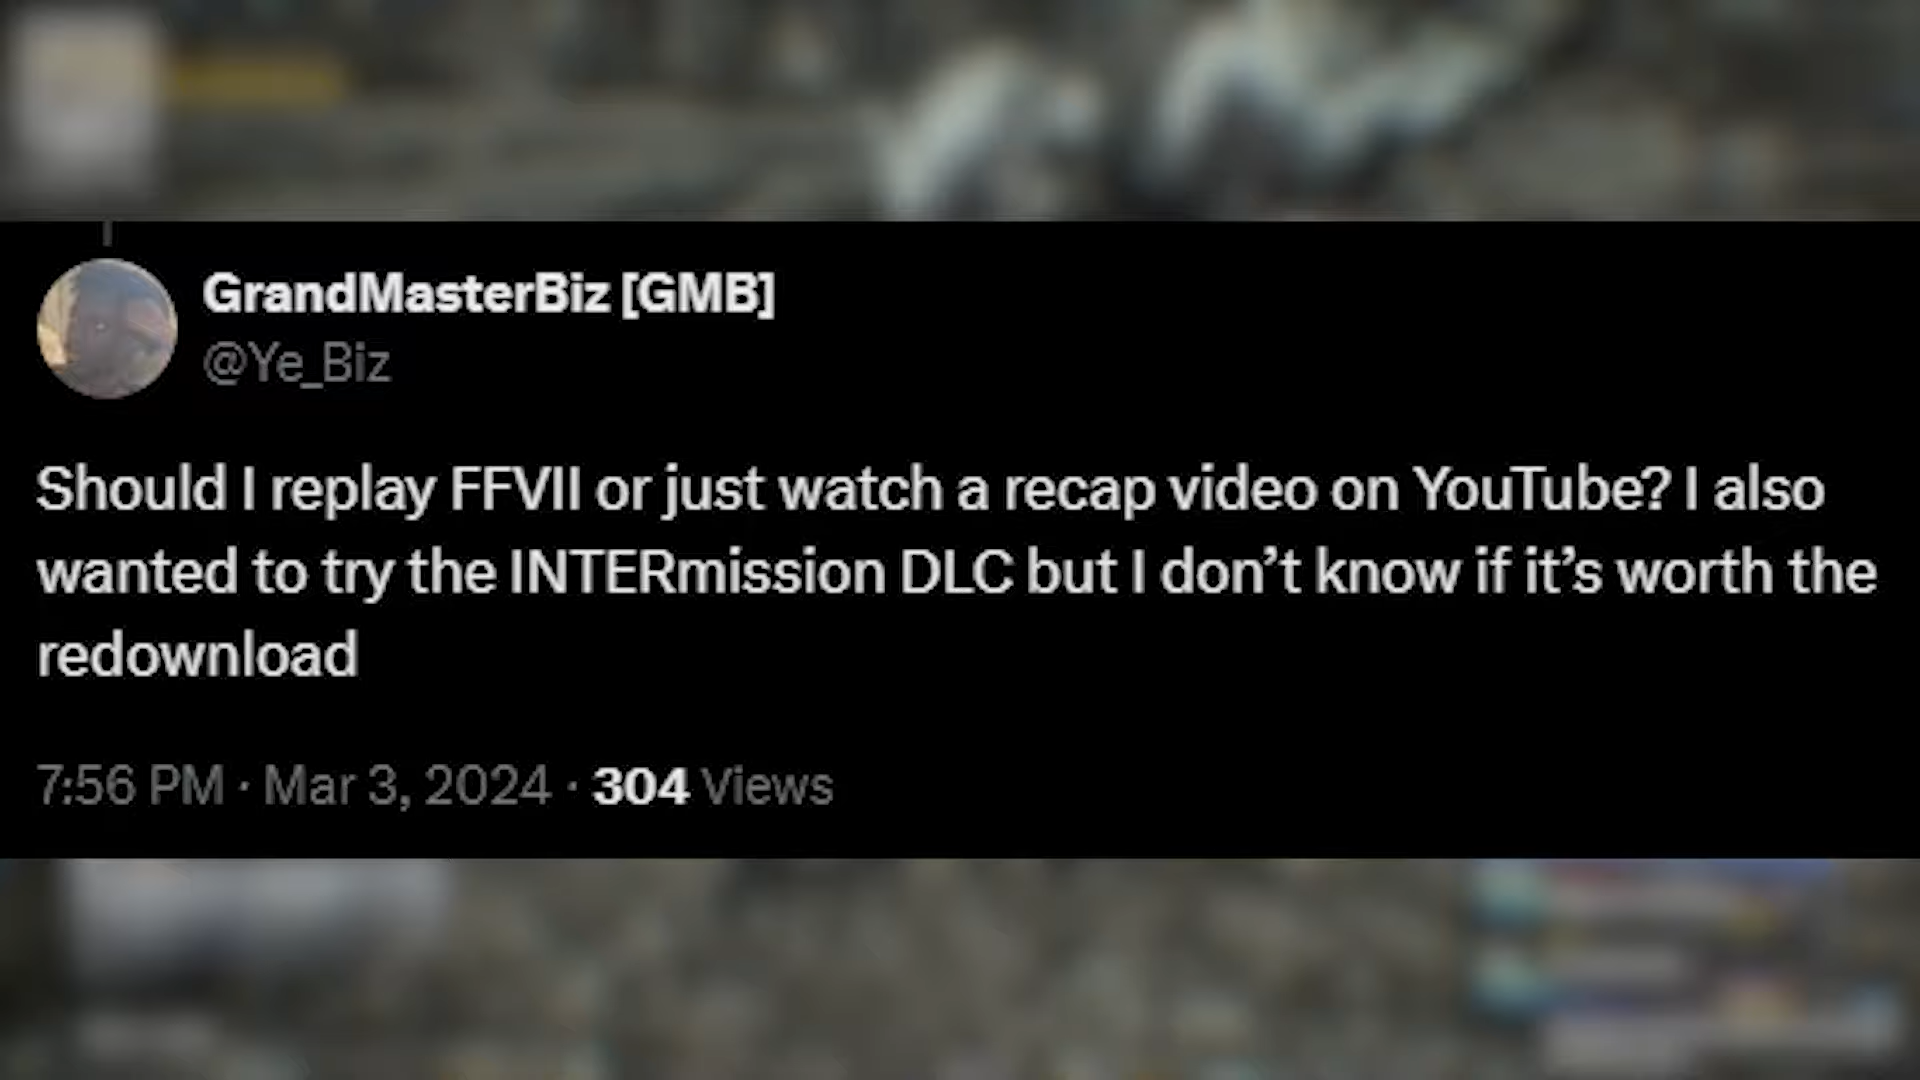 GrandMasterBiz [GMB]
@Ye_Biz
Should I replay FFVII or just watch a recap video on YouTube? I also
wanted to try the INTERmission DLC but I don’t know if it’s worth the
redownload
7:56 PM · Mar 3, 2024 · 304 Views